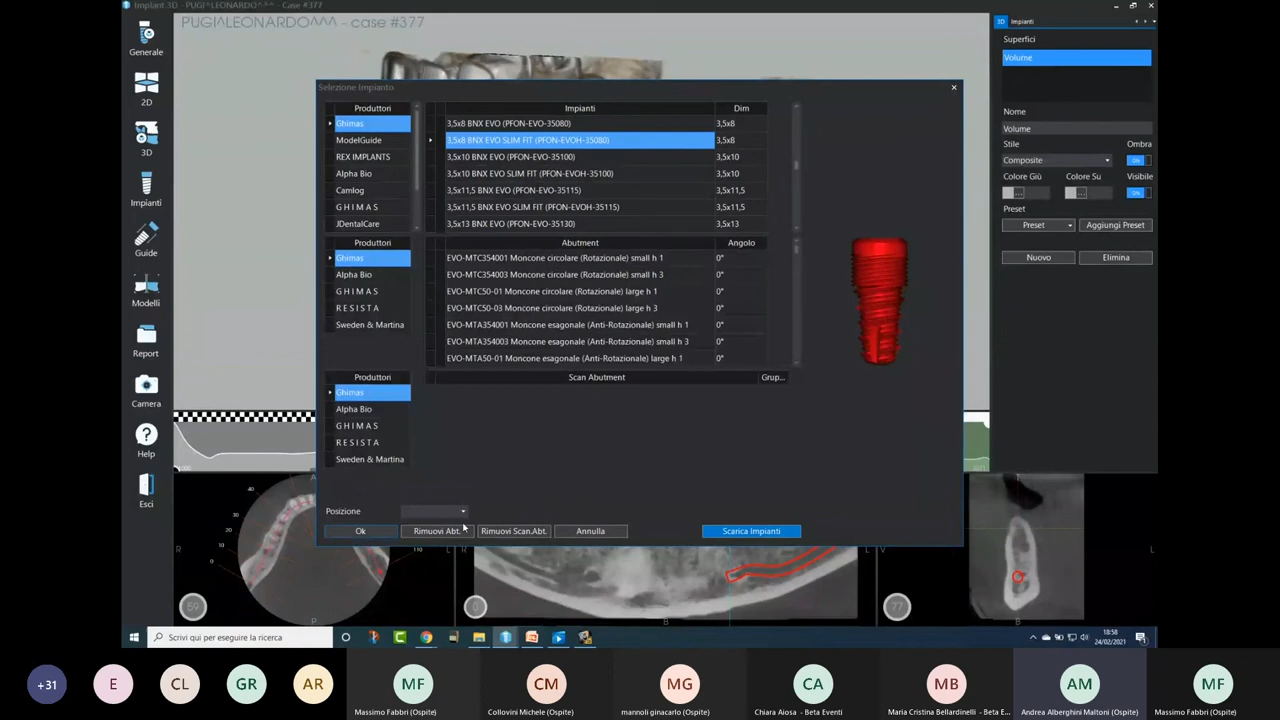 Implant 3D - PUGI^LEONARDO^^^ - Case #377
PUGI^LEONARDO^^^ - case #377
Generale
2D
3D
Impianti
Guide
Modelli
Report
Camera
Help
Esci
Selezione Impianto
Produttori
Impianti
Dim
Ghimas
3,5x8 BNX EVO (PFON-EVO-35080)
3,5x8
ModelGuide
3,5x8 BNX EVO SLIM FIT (PFON-EVOH-35080)
3,5x8
REX IMPLANTS
3,5x10 BNX EVO (PFON-EVO-35100)
3,5x10
Alpha Bio
3,5x10 BNX EVO SLIM FIT (PFON-EVOH-35100)
3,5x10
Camlog
3,5x11,5 BNX EVO (PFON-EVO-35115)
3,5x11,5
G H I M A S
3,5x11,5 BNX EVO SLIM FIT (PFON-EVOH-35115)
3,5x11,5
JDentalCare
3,5x13 BNX EVO (PFON-EVO-35130)
3,5x13
Produttori
Abutment
Angolo
Ghimas
EVO-MTC354001 Moncone circolare (Rotazionale) small h 1
0°
Alpha Bio
EVO-MTC354003 Moncone circolare (Rotazionale) small h 3
0°
G H I M A S
EVO-MTC50-01 Moncone circolare (Rotazionale) large h 1
0°
R E S I S T A
EVO-MTC50-03 Moncone circolare (Rotazionale) large h 3
0°
Sweden & Martina
EVO-MTA354001 Moncone esagonale (Anti-Rotazionale) small h 1
0°
EVO-MTA354003 Moncone esagonale (Anti-Rotazionale) small h 3
0°
EVO-MTA50-01 Moncone esagonale (Anti-Rotazionale) large h 1
0°
Produttori
Scan Abutment
Grup...
Ghimas
Alpha Bio
G H I M A S
R E S I S T A
Sweden & Martina
Posizione
Ok
Rimuovi Abt.
Rimuovi Scan.Abt.
Annulla
Scarica Impianti
3D Impianti
Superfici
Volume
Nome
Volume
Stile
Ombra
Composite
ON
Colore Giù
Colore Su
Visibile
...
...
ON
Preset
Preset
Aggiungi Preset
Nuovo
Elimina
40
30
20
10
0
110
R
P
59
R
0
B
L
V
77
B
L
Scrivi qui per eseguire la ricerca
18:58
24/02/2021
+31
E
CL
GR
AR
MF
Massimo Fabbri (Ospite)
CM
Collovini Michele (Ospite)
MG
mannoli ginacarlo (Ospite)
CA
Chiara Aiosa - Beta Eventi
MB
Maria Cristina Bellardinelli - Beta E...
AM
Andrea Alberghini Maltoni (Ospite)
MF
Massimo Fabbri (Ospite)